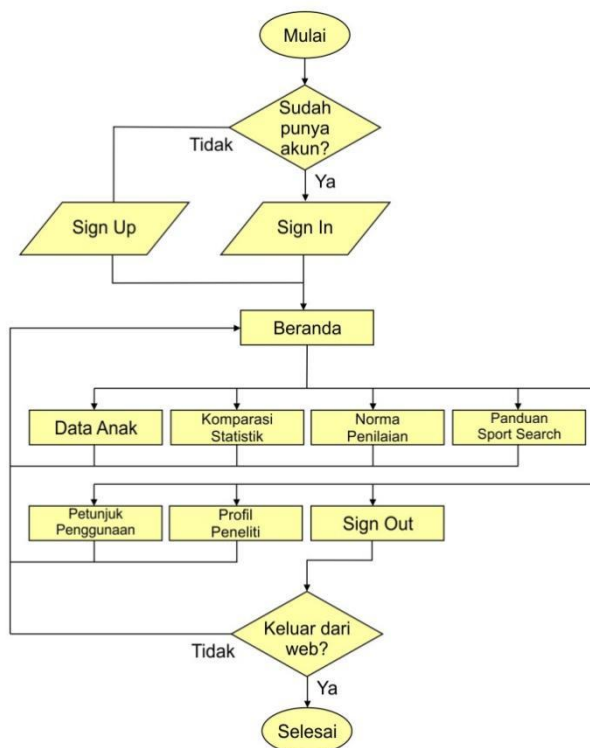 Mulai
Sudah
punya
akun?
Tidak
Ya
Sign Up
Sign In
Beranda
Data Anak
Komparasi
Statistik
Norma
Penilaian
Panduan
Sport Search
Petunjuk
Penggunaan
Profil
Peneliti
Sign Out
Keluar dari
web?
Tidak
Ya
Selesai